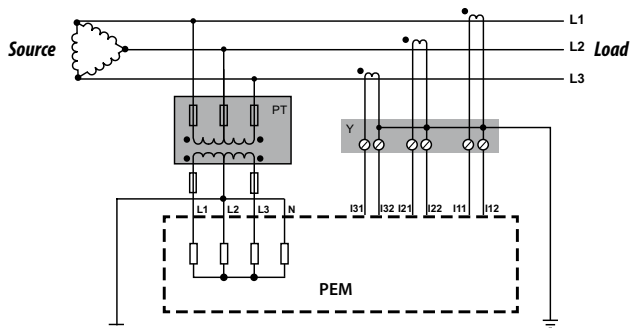 L1
Source
L2 Load
L3
PT
Y
L1 L2 L3 N
I31 I32 I21 I22 I11 I12
PEM